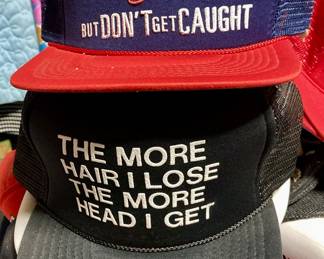 BUT DON'T GET CAUGHT
THE MORE
HAIR I LOSE
THE MORE
HEAD I GET